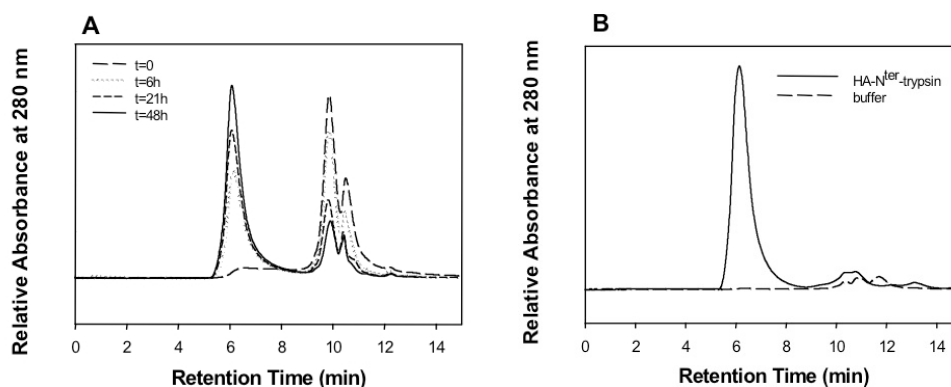 A
Relative Absorbance at 280 nm
t=0
t=6h
t=21h
t=48h
0 2 4 6 8 10 12 14
Retention Time (min)
B
Relative Absorbance at 280 nm
HA-Nᵗᵉʳ-trypsin
buffer
0 2 4 6 8 10 12 14
Retention Time (min)